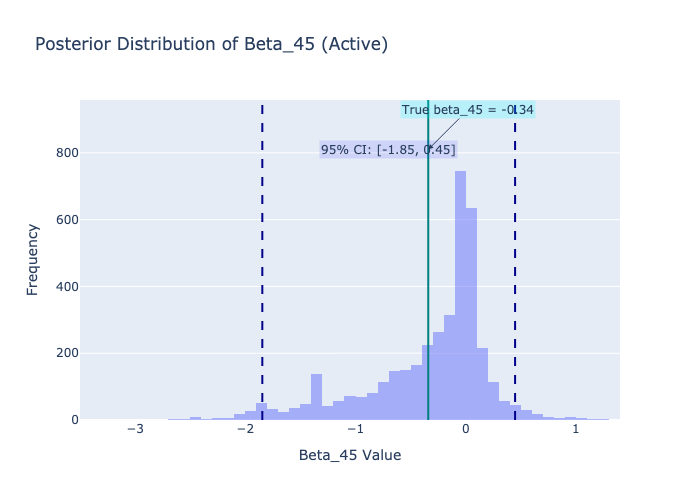 Posterior Distribution of Beta_45 (Active)
True beta_45 = -0.34
95% CI: [-1.85, 0.45]
800
600
400
200
0
Frequency
−3
−2
−1
0
1
Beta_45 Value